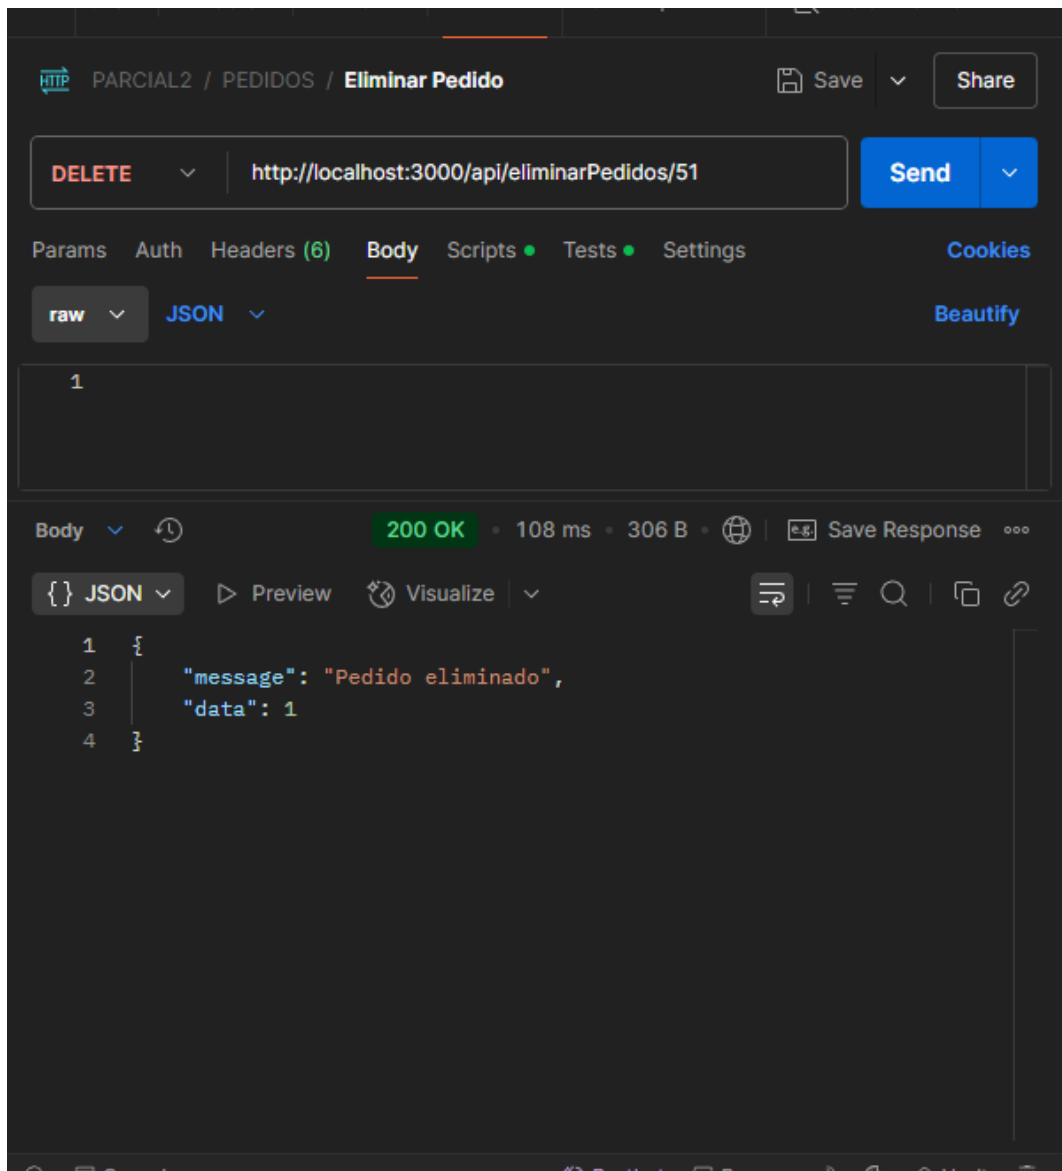 HTTP PARCIAL2 / PEDIDOS / Eliminar Pedido Save Share
DELETE http://localhost:3000/api/eliminarPedidos/51 Send
Params Auth Headers (6) Body Scripts Tests Settings Cookies
raw JSON Beautify
1
Body 200 OK • 108 ms • 306 B • e.g. Save Response
{} JSON Preview Visualize
1 {
2 "message": "Pedido eliminado",
3 "data": 1
4 }